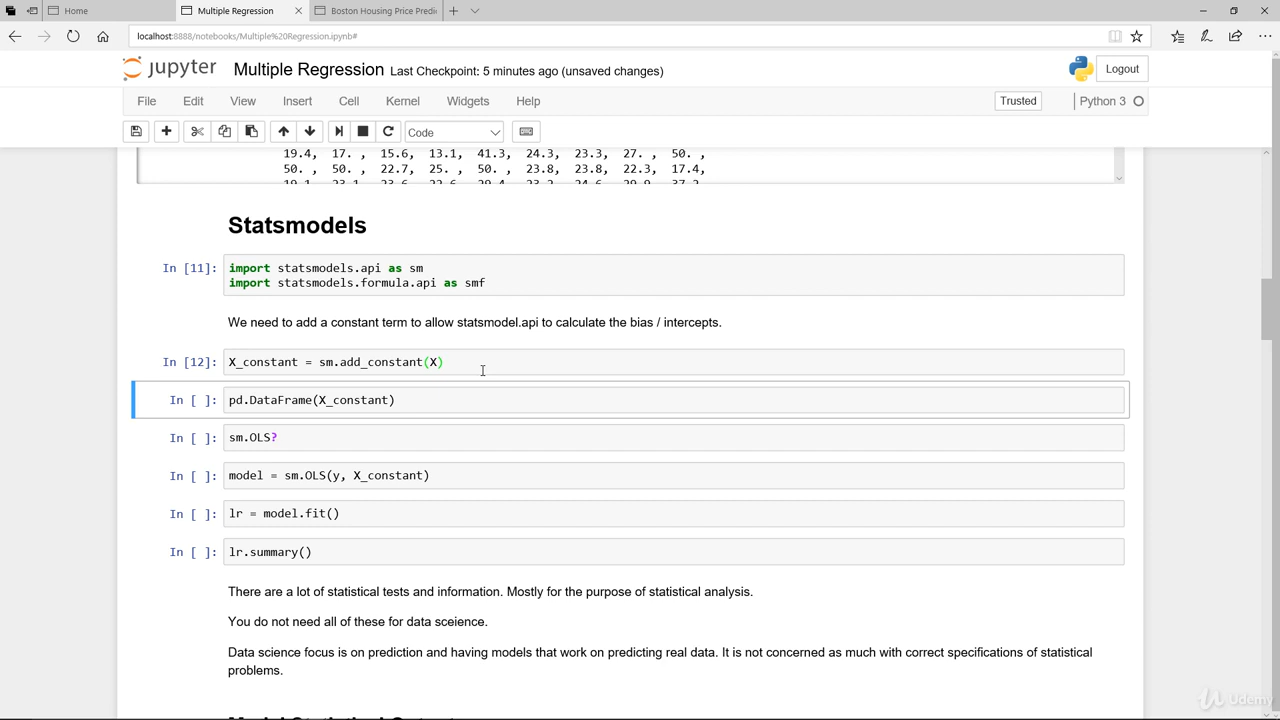 Home
Multiple Regression
Boston Housing Price Predi
localhost:8888/notebooks/Multiple%20Regression.ipynb#
jupyter Multiple Regression Last Checkpoint: 5 minutes ago (unsaved changes)
Logout
File Edit View Insert Cell Kernel Widgets Help
Trusted
Python 3
Code
19.4, 17. , 15.6, 13.1, 41.3, 24.3, 23.3, 27. , 50. ,
50. , 50. , 22.7, 25. , 50. , 23.8, 23.8, 22.3, 17.4,
Statsmodels
In [11]: import statsmodels.api as sm
import statsmodels.formula.api as smf
We need to add a constant term to allow statsmodel.api to calculate the bias / intercepts.
In [12]: X_constant = sm.add_constant(X)
In [ ]: pd.DataFrame(X_constant)
In [ ]: sm.OLS?
In [ ]: model = sm.OLS(y, X_constant)
In [ ]: lr = model.fit()
In [ ]: lr.summary()
There are a lot of statistical tests and information. Mostly for the purpose of statistical analysis.
You do not need all of these for data sceience.
Data science focus is on prediction and having models that work on predicting real data. It is not concerned as much with correct specifications of statistical
problems.
Udemy